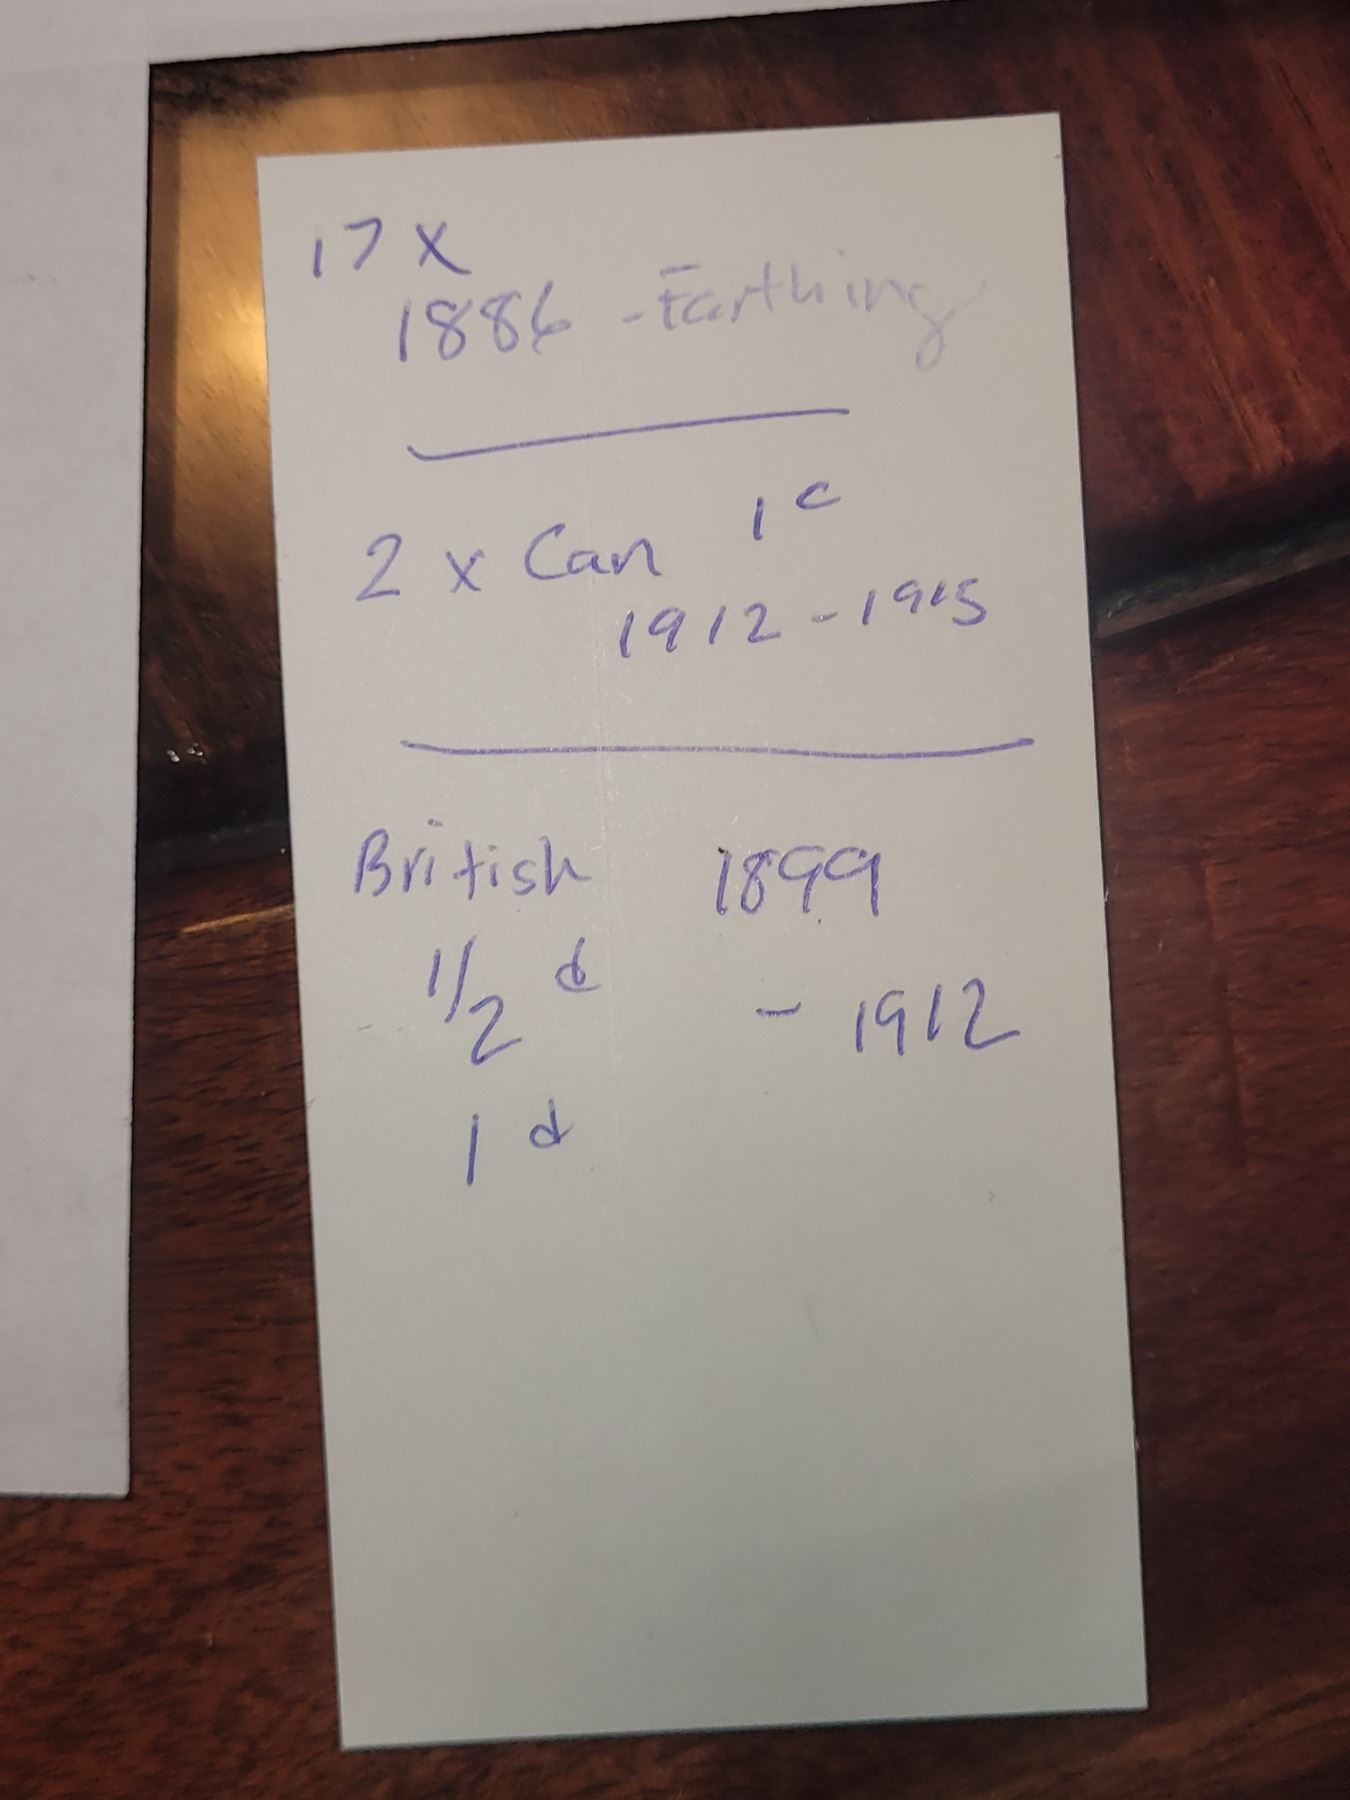 17 x
1886 - Farthing
2 x Can 1c
1912 - 1915
British 1899
1/2 d - 1912
1 d